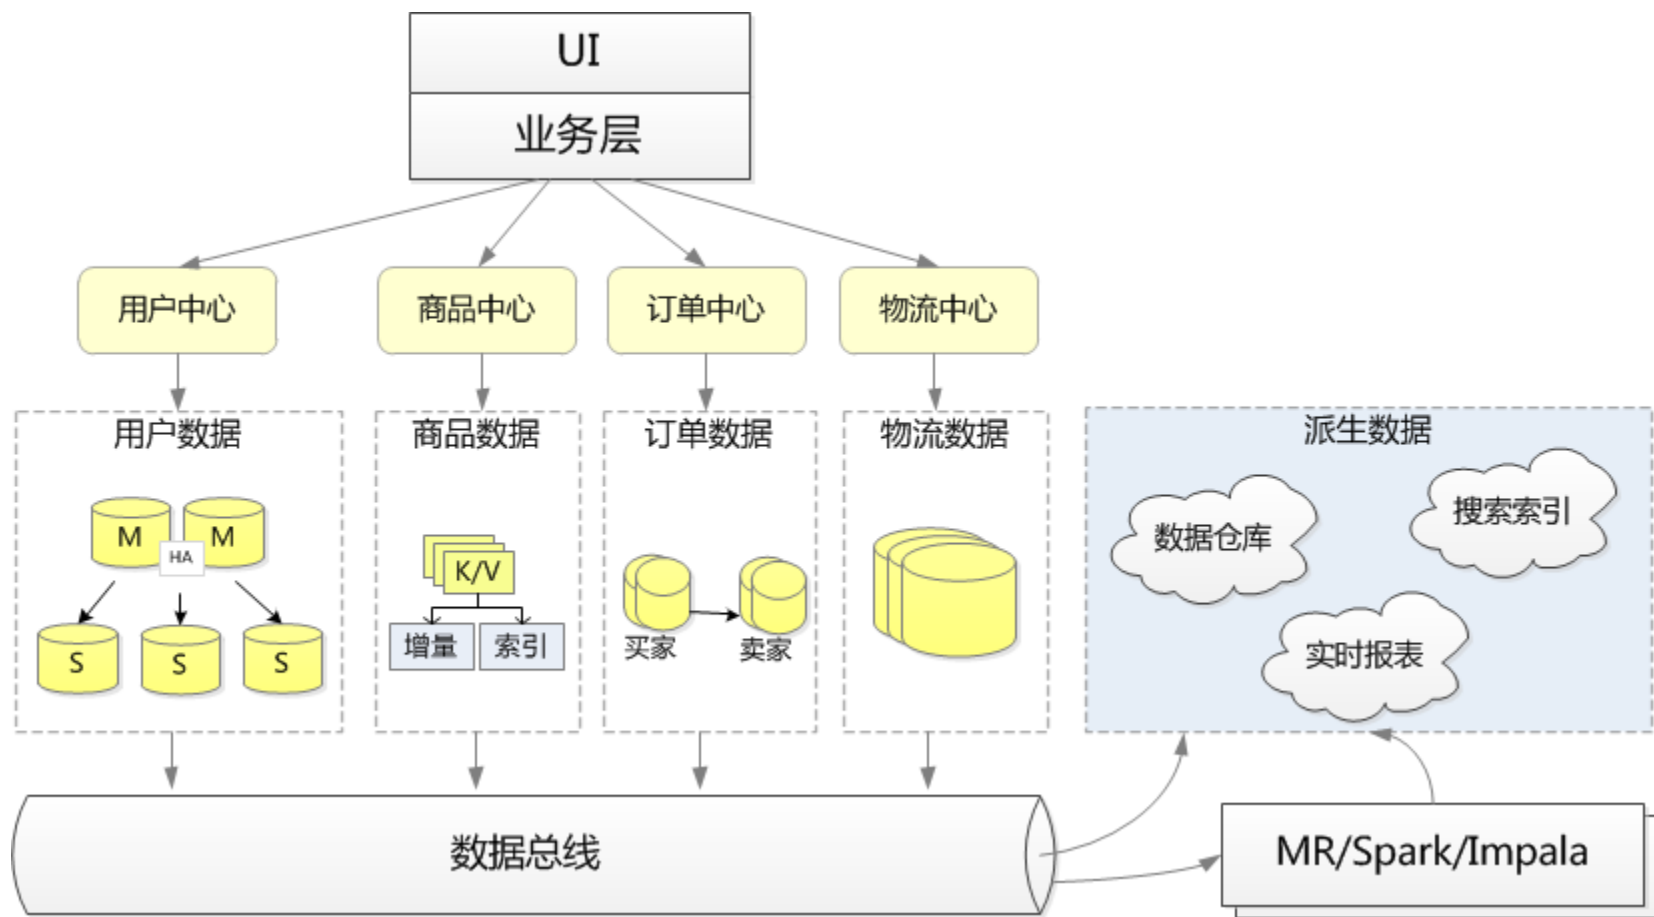 UI
业务层
用户中心
商品中心
订单中心
物流中心
用户数据
商品数据
订单数据
物流数据
派生数据
M
M
HA
S
S
S
K/V
增量
索引
买家
卖家
数据仓库
搜索索引
实时报表
数据总线
MR/Spark/Impala